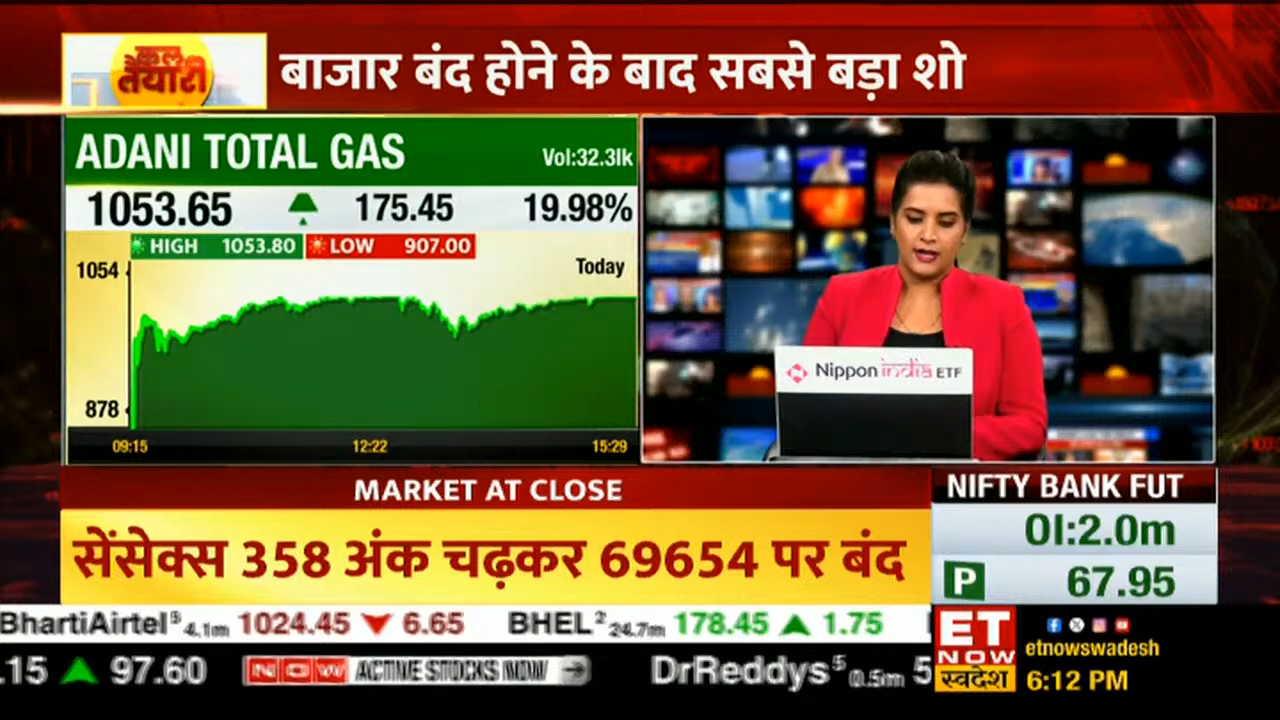 कल की
तैयारी
बाजार बंद होने के बाद सबसे बड़ा शो
ADANI TOTAL GAS Vol:32.3lk
1053.65 175.45 19.98%
HIGH 1053.80 LOW 907.00
1054 Today
878
09:15 12:22 15:29
Nippon india ETF
MARKET AT CLOSE
सेंसेक्स 358 अंक चढ़कर 69654 पर बंद
NIFTY BANK FUT
OI:2.0m
P 67.95
BhartiAirtel 5 4.1m 1024.45 6.65 BHEL 2 24.7m 178.45 1.75
.15 97.60 NOW ACTIVE STOCKS NOW DrReddys 5 0.5m 5
ET
NOW
स्वदेश
etnowswadesh
6:12 PM